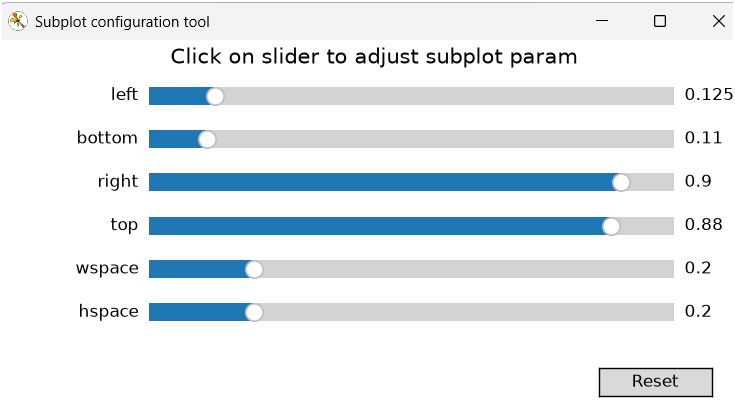 Subplot configuration tool
Click on slider to adjust subplot param
left 0.125
bottom 0.11
right 0.9
top 0.88
wspace 0.2
hspace 0.2
Reset